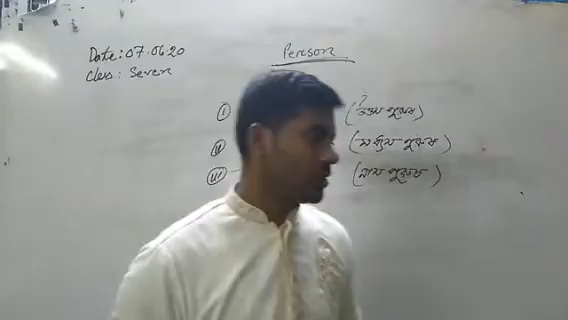 Date: 07.06.20
Class: Seven
Person
(i) (উত্তম পুরুষ)
(ii) (মধ্যম পুরুষ)
(iii) (নাম পুরুষ)